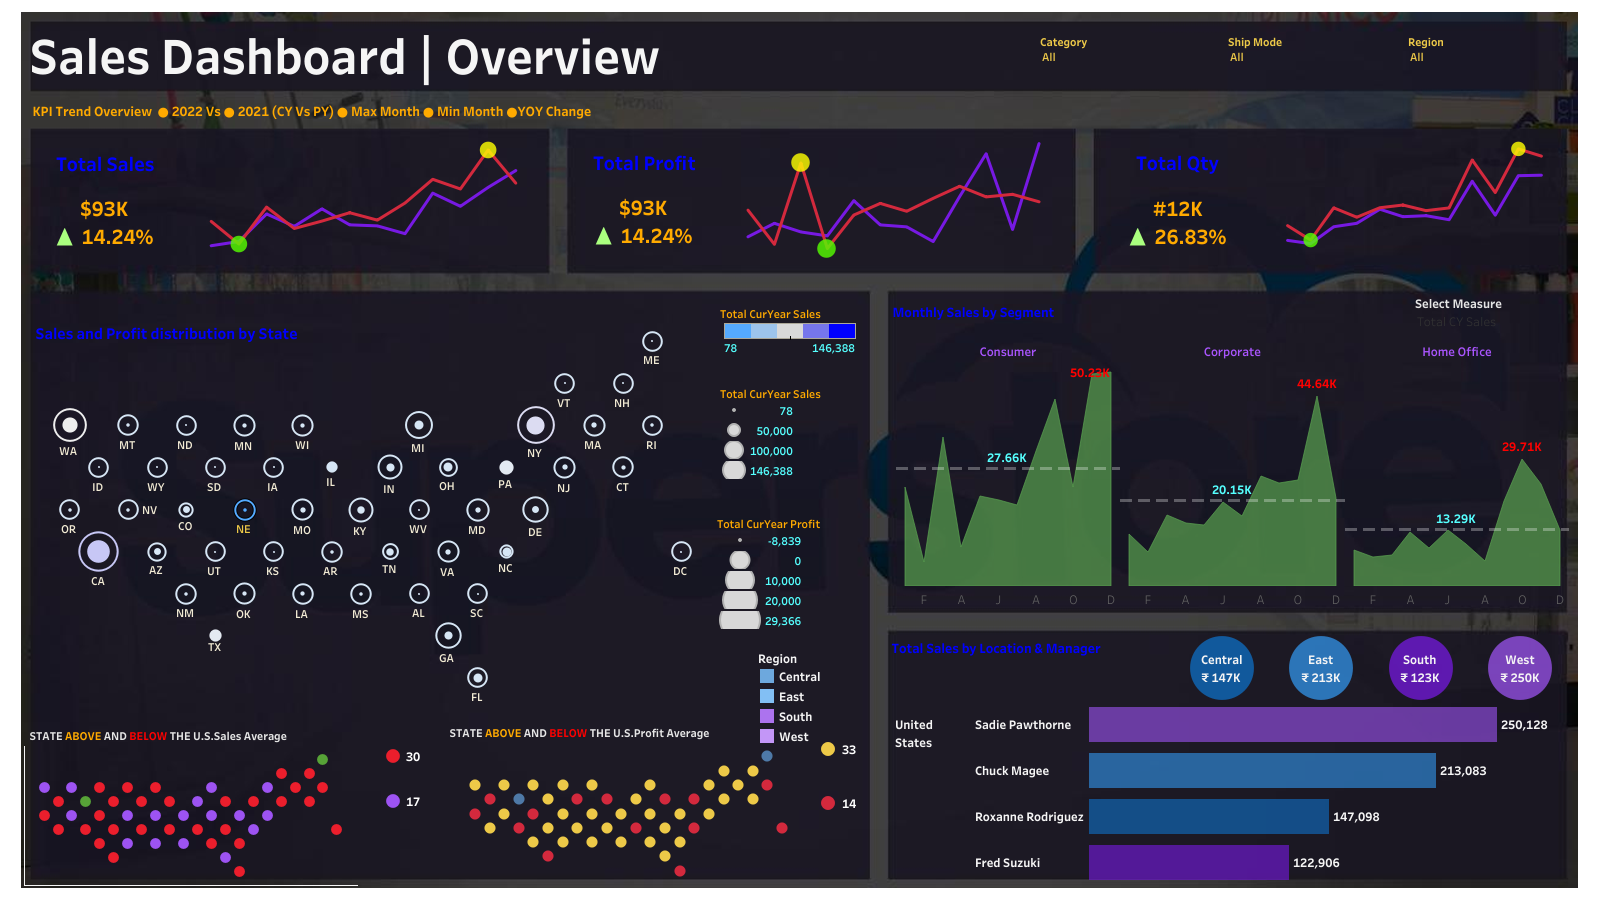 Sales Dashboard | Overview
Category
All
Ship Mode
All
Region
All
KPI Trend Overview ● 2022 Vs ● 2021 (CY Vs PY) ● Max Month ● Min Month ●YOY Change
Total Sales
$93K
▲ 14.24%
Total Profit
$93K
▲ 14.24%
Total Qty
#12K
▲ 26.83%
Sales and Profit distribution by State
ME
VT
NH
WA
MT
ND
MN
WI
MI
NY
MA
RI
ID
WY
SD
IA
IL
IN
OH
PA
NJ
CT
OR
NV
CO
NE
MO
KY
WV
MD
DE
CA
AZ
UT
KS
AR
TN
VA
NC
DC
NM
OK
LA
MS
AL
SC
TX
GA
FL
Total CurYear Sales
78
146,388
Total CurYear Sales
78
50,000
100,000
146,388
Total CurYear Profit
-8,839
0
10,000
20,000
29,366
Region
Central
East
South
West
STATE ABOVE AND BELOW THE U.S.Sales Average
30
17
STATE ABOVE AND BELOW THE U.S.Profit Average
33
14
Monthly Sales by Segment
Select Measure
Total CY Sales
Consumer
Corporate
Home Office
50.23K
27.66K
44.64K
20.15K
29.71K
13.29K
F A J A O D
F A J A O D
F A J A O D
Total Sales by Location & Manager
Central
₹ 147K
East
₹ 213K
South
₹ 123K
West
₹ 250K
United
States
Sadie Pawthorne
250,128
Chuck Magee
213,083
Roxanne Rodriguez
147,098
Fred Suzuki
122,906